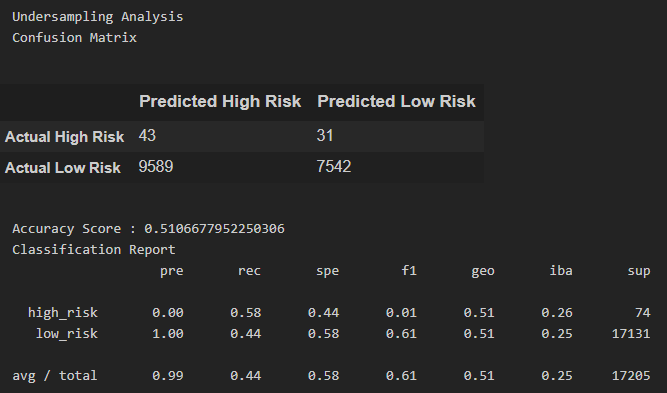 Undersampling Analysis
Confusion Matrix
Predicted High Risk Predicted Low Risk
Actual High Risk 43 31
Actual Low Risk 9589 7542
Accuracy Score : 0.5106677952250306
Classification Report
pre rec spe f1 geo iba sup
high_risk 0.00 0.58 0.44 0.01 0.51 0.26 74
low_risk 1.00 0.44 0.58 0.61 0.51 0.25 17131
avg / total 0.99 0.44 0.58 0.61 0.51 0.25 17205